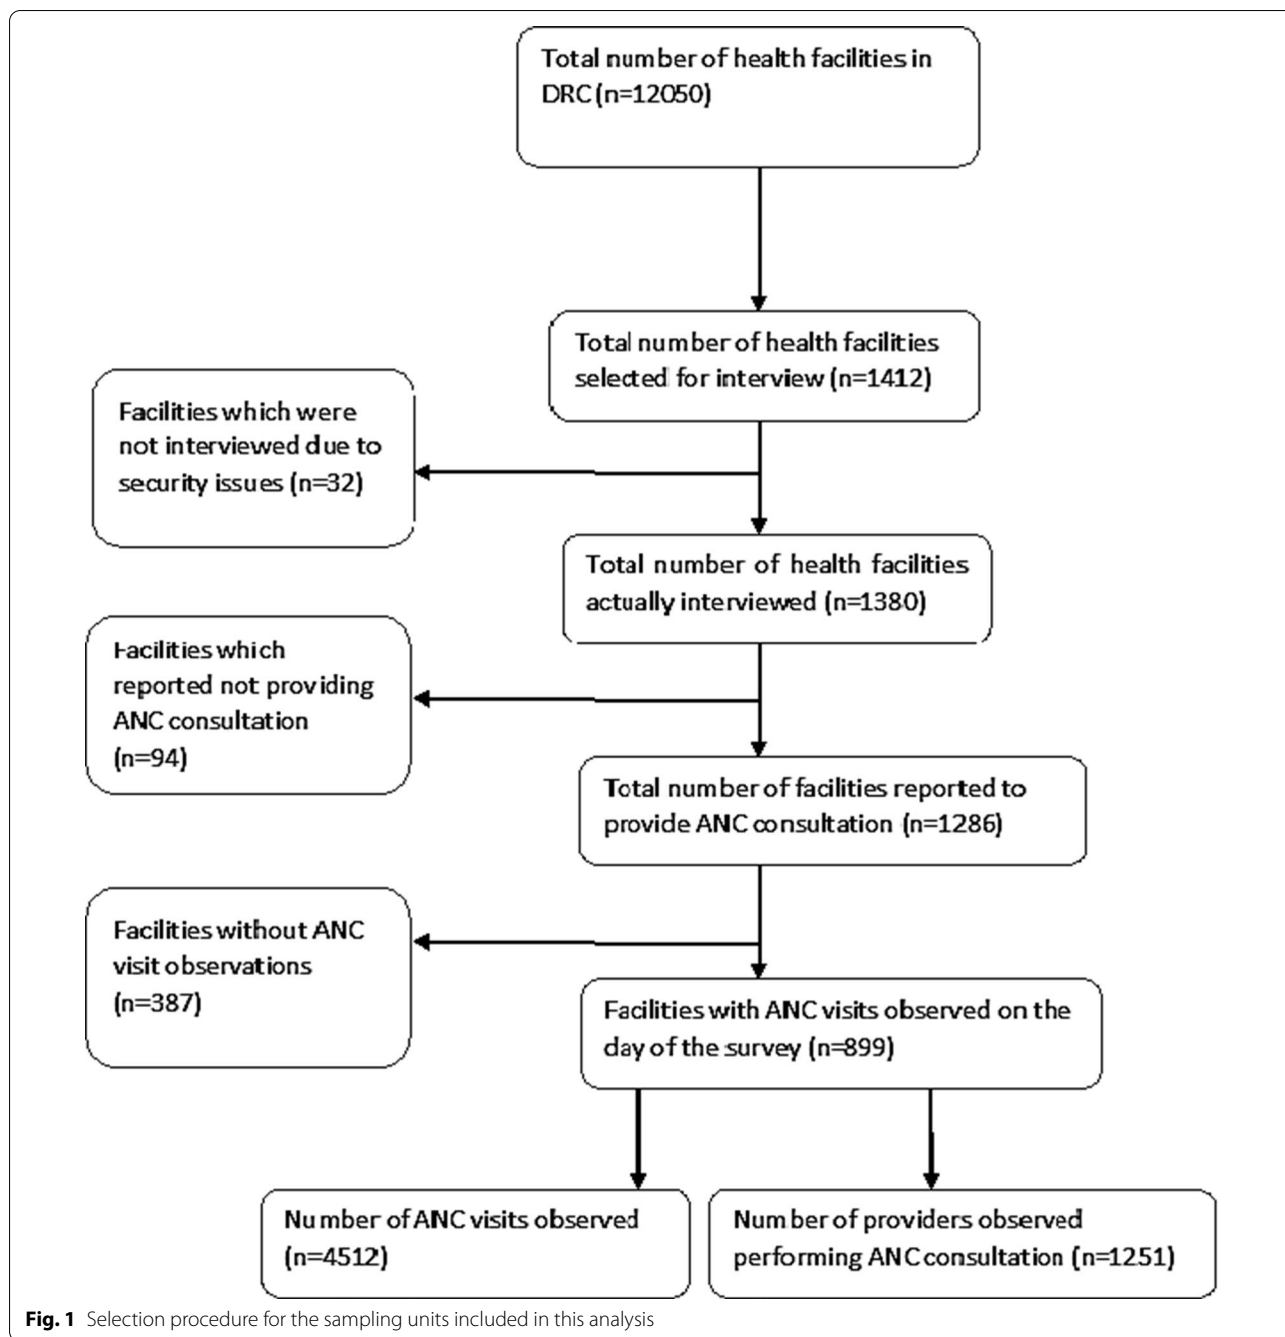 Total number of health facilities in
DRC (n=12050)
Total number of health facilities
selected for interview (n=1412)
Facilities which were
not interviewed due to
security issues (n=32)
Total number of health facilities
actually interviewed (n=1380)
Facilities which
reported not providing
ANC consultation
(n=94)
Total number of facilities reported to
provide ANC consultation (n=1286)
Facilities without ANC
visit observations
(n=387)
Facilities with ANC visits observed on the
day of the survey (n=899)
Number of ANC visits observed
(n=4512)
Number of providers observed
performing ANC consultation (n=1251)
Fig. 1 Selection procedure for the sampling units included in this analysis